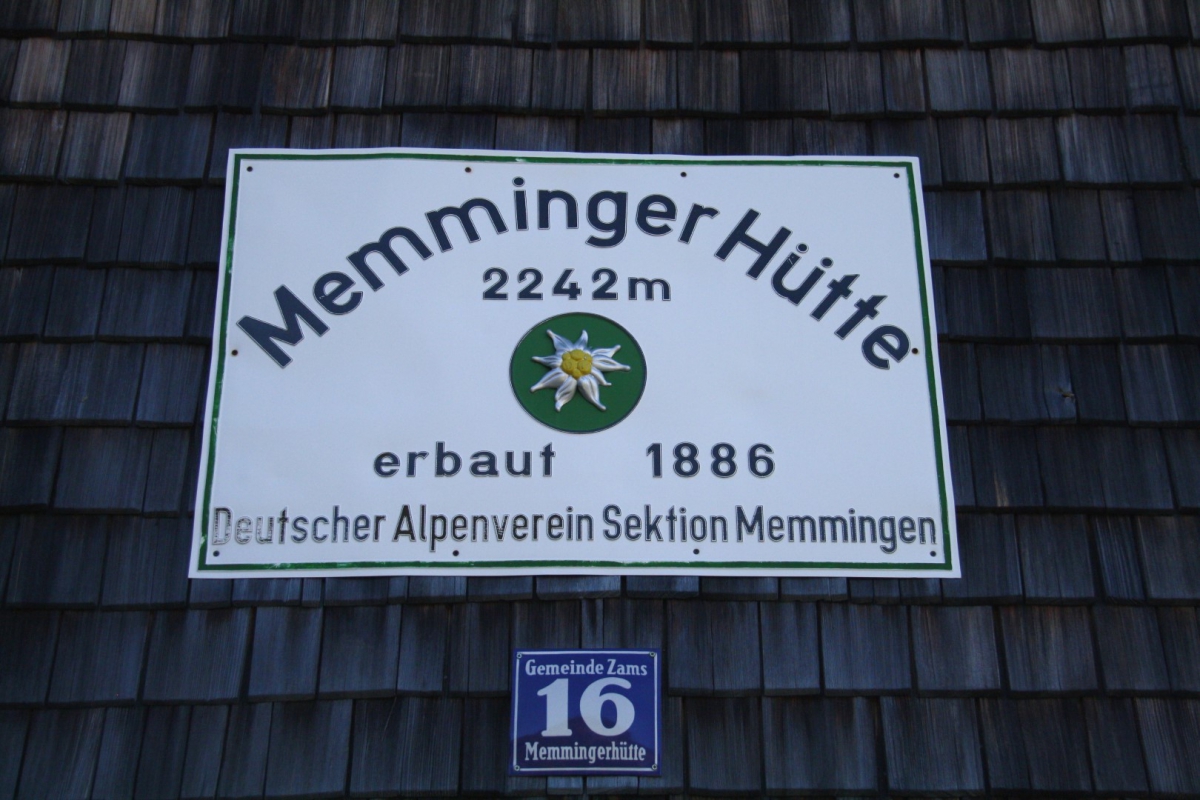 Memminger Hütte
2242m
erbaut 1886
Deutscher Alpenverein Sektion Memmingen
Gemeinde Zams
16
Memmingerhütte